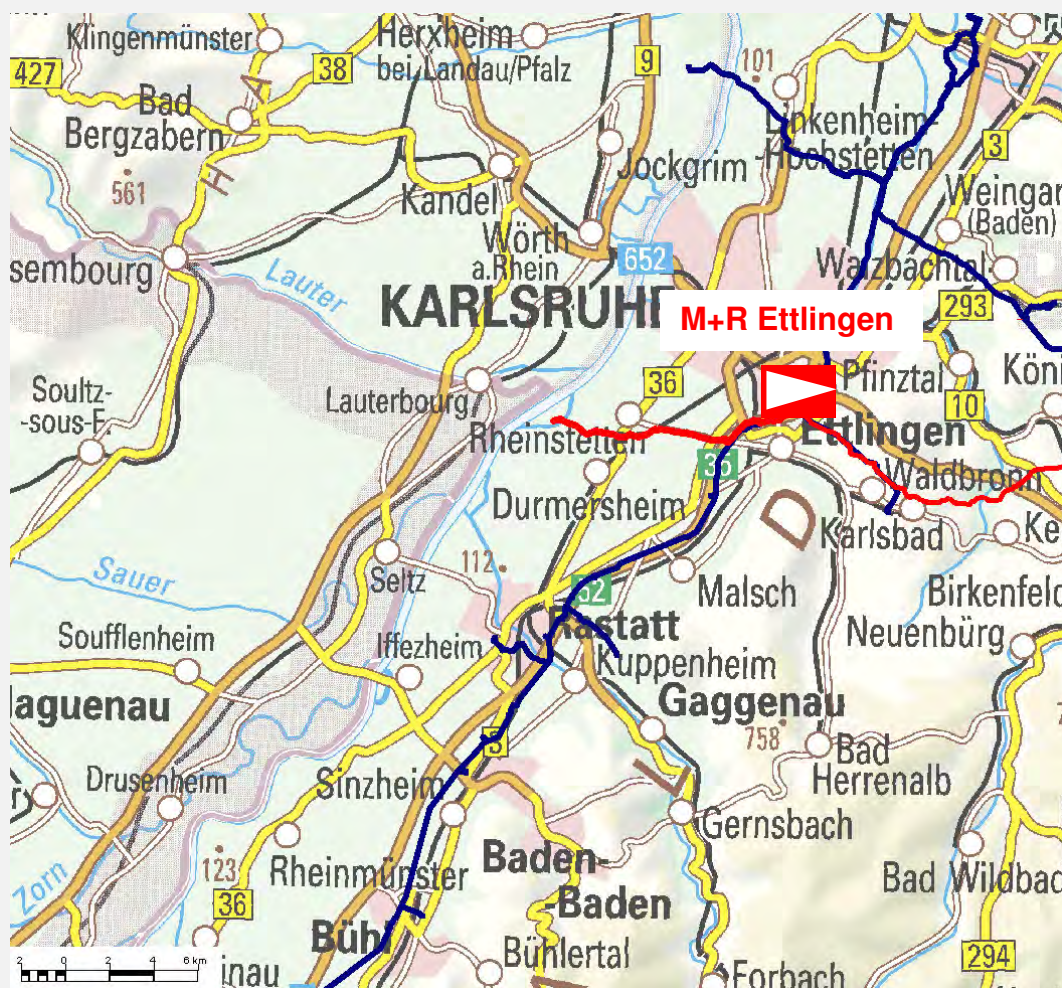 Klingenmünster
Herxheim
bei Landau/Pfalz
427
38
9
101
Bad
Bergzabern
H
A
Linkenheim
-Hochstetten
3
561
Kandel
Jockgrim
Weingar
(Baden)
Wörth
a.Rhein
652
Walzbachtal
sembourg
Lauter
KARLSRUHE
M+R Ettlingen
293
Soultz-
-sous-F.
Lauterbourg
36
Pfinztal
Köni
10
Rheinstetten
Ettlingen
35
Waldbronn
Durmersheim
D
Karlsbad
Ke
Sauer
Seltz
112
52
Malsch
Birkenfeld
Soufflenheim
Iffezheim
Rastatt
Neuenbürg
Kuppenheim
laguenau
Gaggenau
3
758
Bad
Herrenalb
L
Drusenheim
Sinzheim
Gernsbach
123
Rheinmünster
Baden-
-Baden
Bad Wildbad
Zorn
36
Bühl
Bühlertal
294
2 0 2 4 6 km
inau
Forbach